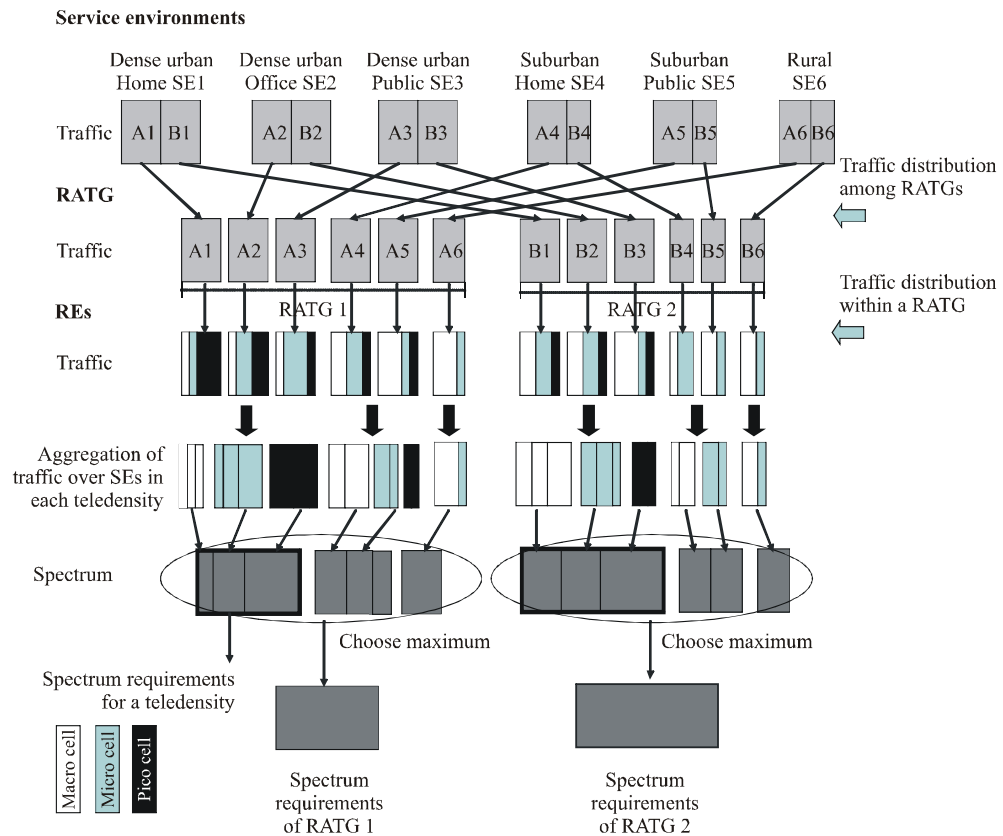 Service environments
Dense urban
Home SE1
Dense urban
Office SE2
Dense urban
Public SE3
Suburban
Home SE4
Suburban
Public SE5
Rural
SE6
Traffic
A1 B1 A2 B2 A3 B3 A4 B4 A5 B5 A6 B6
Traffic distribution
among RATGs
RATG
Traffic
A1 A2 A3 A4 A5 A6 B1 B2 B3 B4 B5 B6
Traffic distribution
within a RATG
RATG 1
RATG 2
REs
Traffic
Aggregation of
traffic over SEs in
each teledensity
Spectrum
Choose maximum
Choose maximum
Spectrum requirements
for a teledensity
Macro cell
Micro cell
Pico cell
Spectrum
requirements
of RATG 1
Spectrum
requirements
of RATG 2